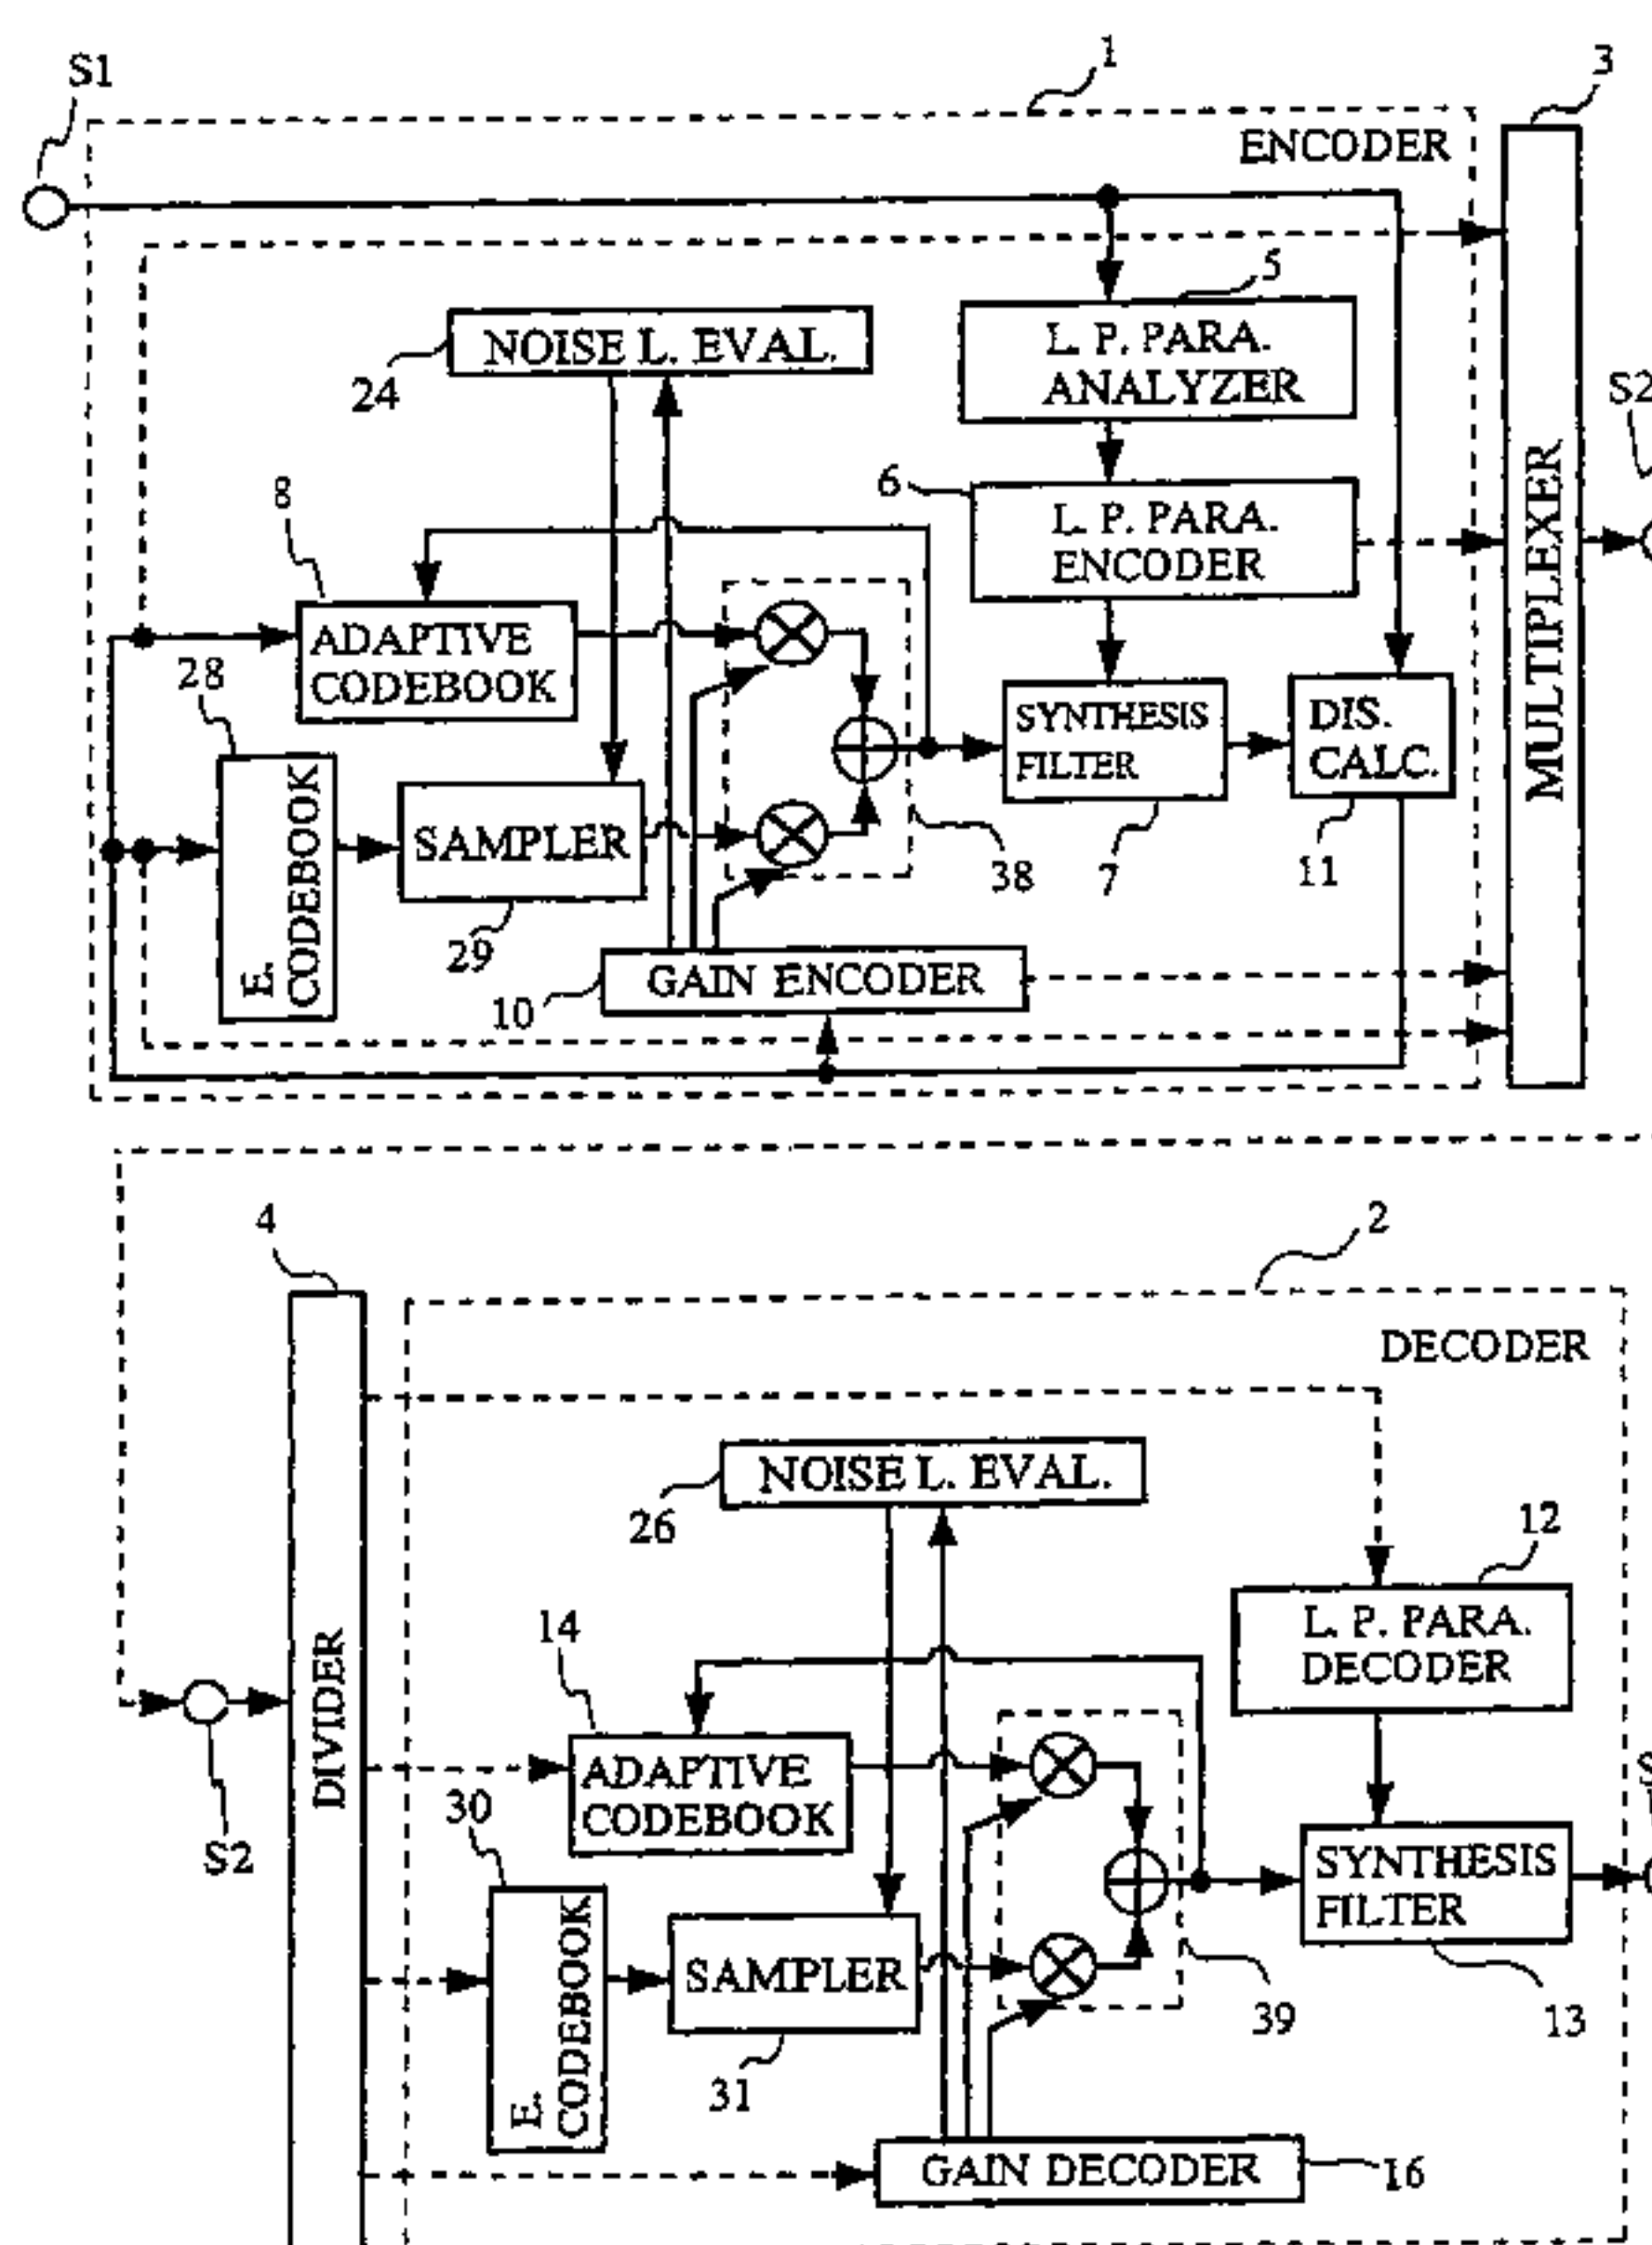 S1
1
3
ENCODER
5
NOISE L. EVAL.
24
L. P. PARA.
ANALYZER
S2
8
6
L. P. PARA.
ENCODER
MULTIPLEXER
ADAPTIVE
CODEBOOK
28
SYNTHESIS
FILTER
DIS.
CALC.
E.
CODEBOOK
SAMPLER
38
7
11
29
GAIN ENCODER
10
4
2
DECODER
NOISE L. EVAL.
26
12
14
L. P. PARA.
DECODER
DIVIDER
ADAPTIVE
CODEBOOK
30
S2
SYNTHESIS
FILTER
E.
CODEBOOK
SAMPLER
39
13
31
GAIN DECODER
16